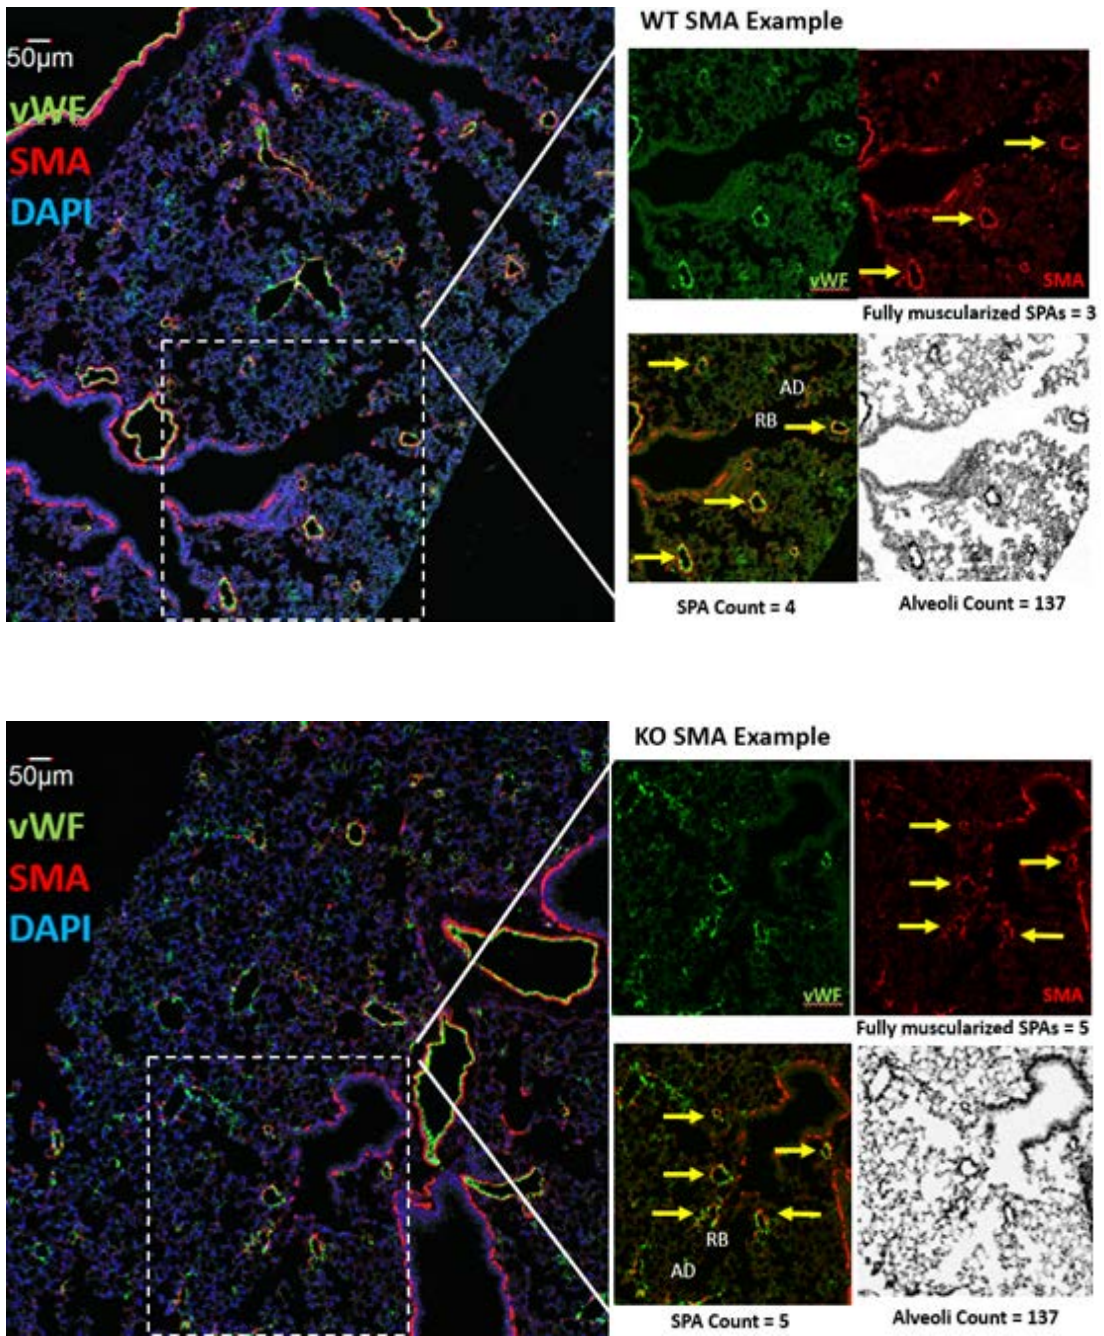 WT SMA Example
50µm
vWF
SMA
DAPI
vWF
SMA
Fully muscularized SPAs = 3
AD
RB
SPA Count = 4
Alveoli Count = 137
KO SMA Example
50µm
vWF
SMA
DAPI
vWF
SMA
Fully muscularized SPAs = 5
RB
AD
SPA Count = 5
Alveoli Count = 137